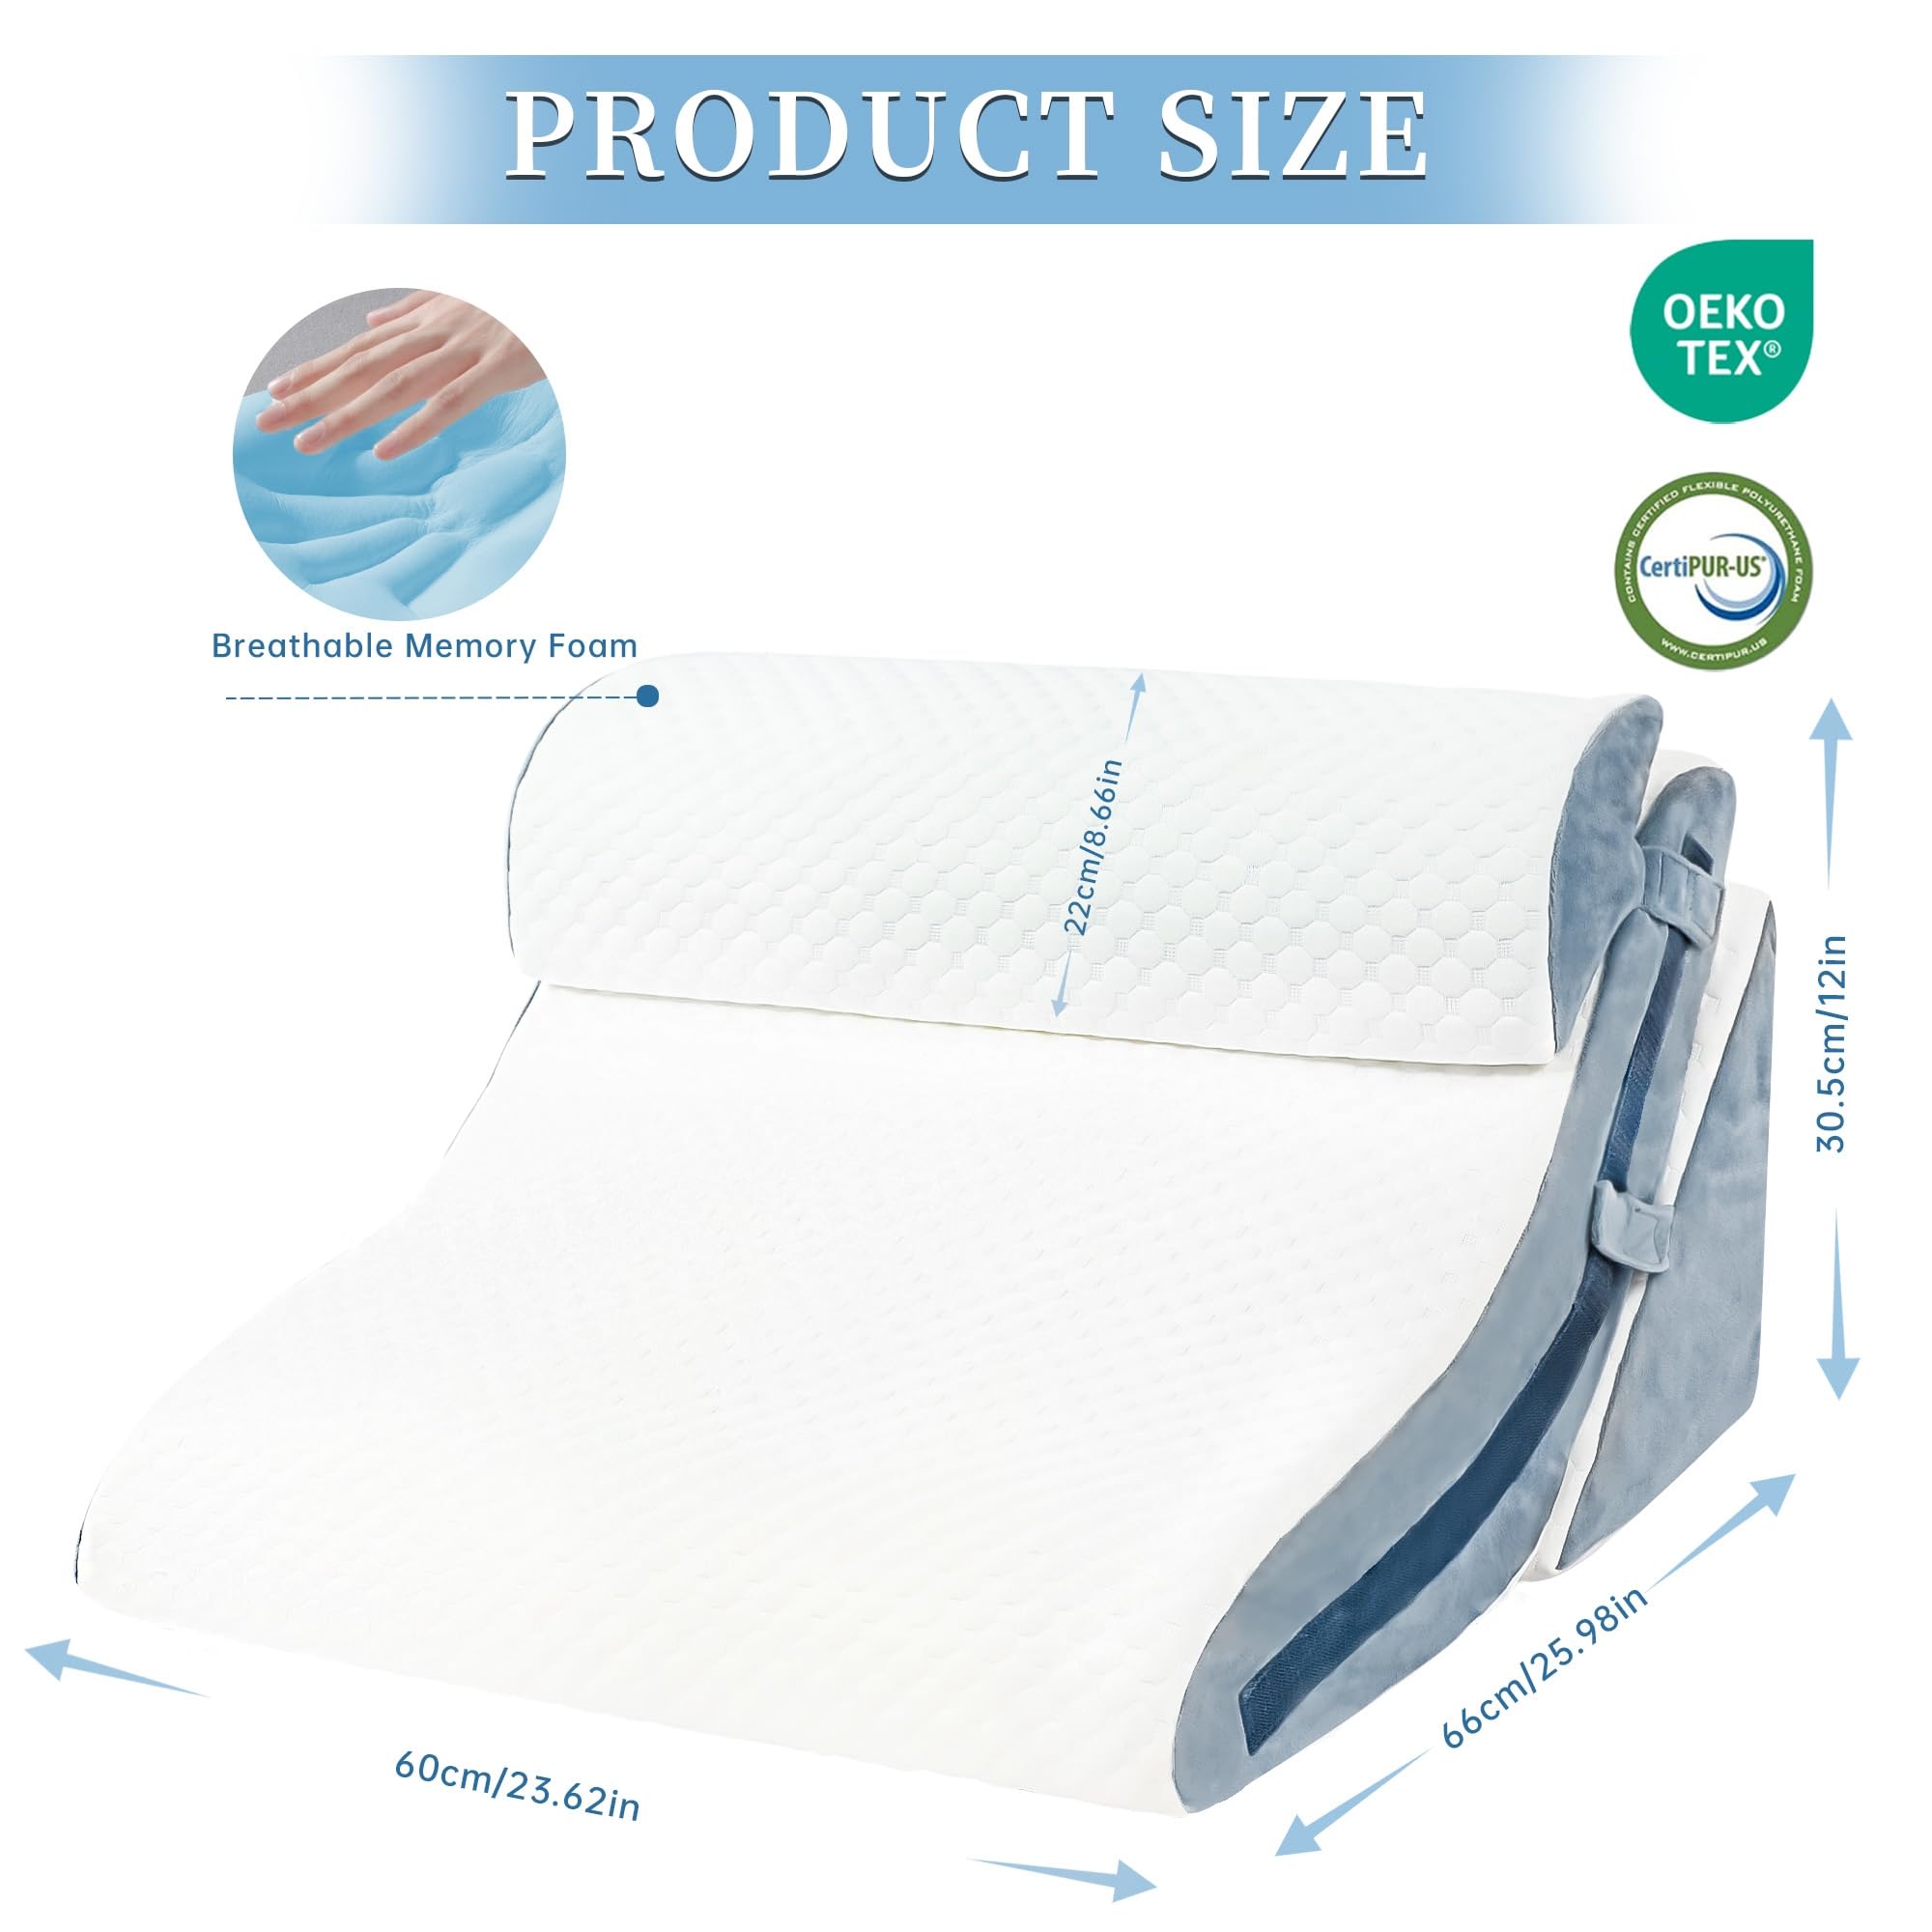 PRODUCT SIZE
OEKO
TEX®
CONTAINS CERTIFIED FLEXIBLE POLYURETHANE FOAM
CertiPUR-US®
WWW.CERTIPUR.US
Breathable Memory Foam
22cm/8.66in
30.5cm/12in
66cm/25.98in
60cm/23.62in